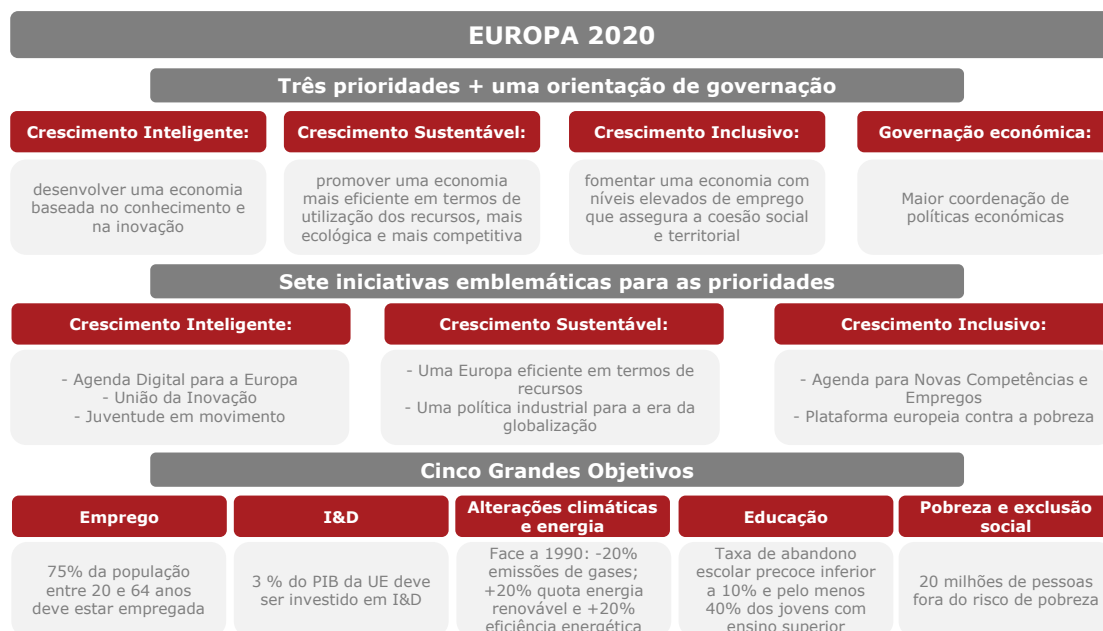 EUROPA 2020
Três prioridades + uma orientação de governação
Crescimento Inteligente:
desenvolver uma economia
baseada no conhecimento e
na inovação
Crescimento Sustentável:
promover uma economia
mais eficiente em termos de
utilização dos recursos, mais
ecológica e mais competitiva
Crescimento Inclusivo:
fomentar uma economia com
níveis elevados de emprego
que assegura a coesão social
e territorial
Governação económica:
Maior coordenação de
políticas económicas
Sete iniciativas emblemáticas para as prioridades
Crescimento Inteligente:
- Agenda Digital para a Europa
- União da Inovação
- Juventude em movimento
Crescimento Sustentável:
- Uma Europa eficiente em termos de
recursos
- Uma política industrial para a era da
globalização
Crescimento Inclusivo:
- Agenda para Novas Competências e
Empregos
- Plataforma europeia contra a pobreza
Cinco Grandes Objetivos
Emprego
75% da população
entre 20 e 64 anos
deve estar empregada
I&D
3 % do PIB da UE deve
ser investido em I&D
Alterações climáticas
e energia
Face a 1990: -20%
emissões de gases;
+20% quota energia
renovável e +20%
eficiência energética
Educação
Taxa de abandono
escolar precoce inferior
a 10% e pelo menos
40% dos jovens com
ensino superior
Pobreza e exclusão
social
20 milhões de pessoas
fora do risco de pobreza